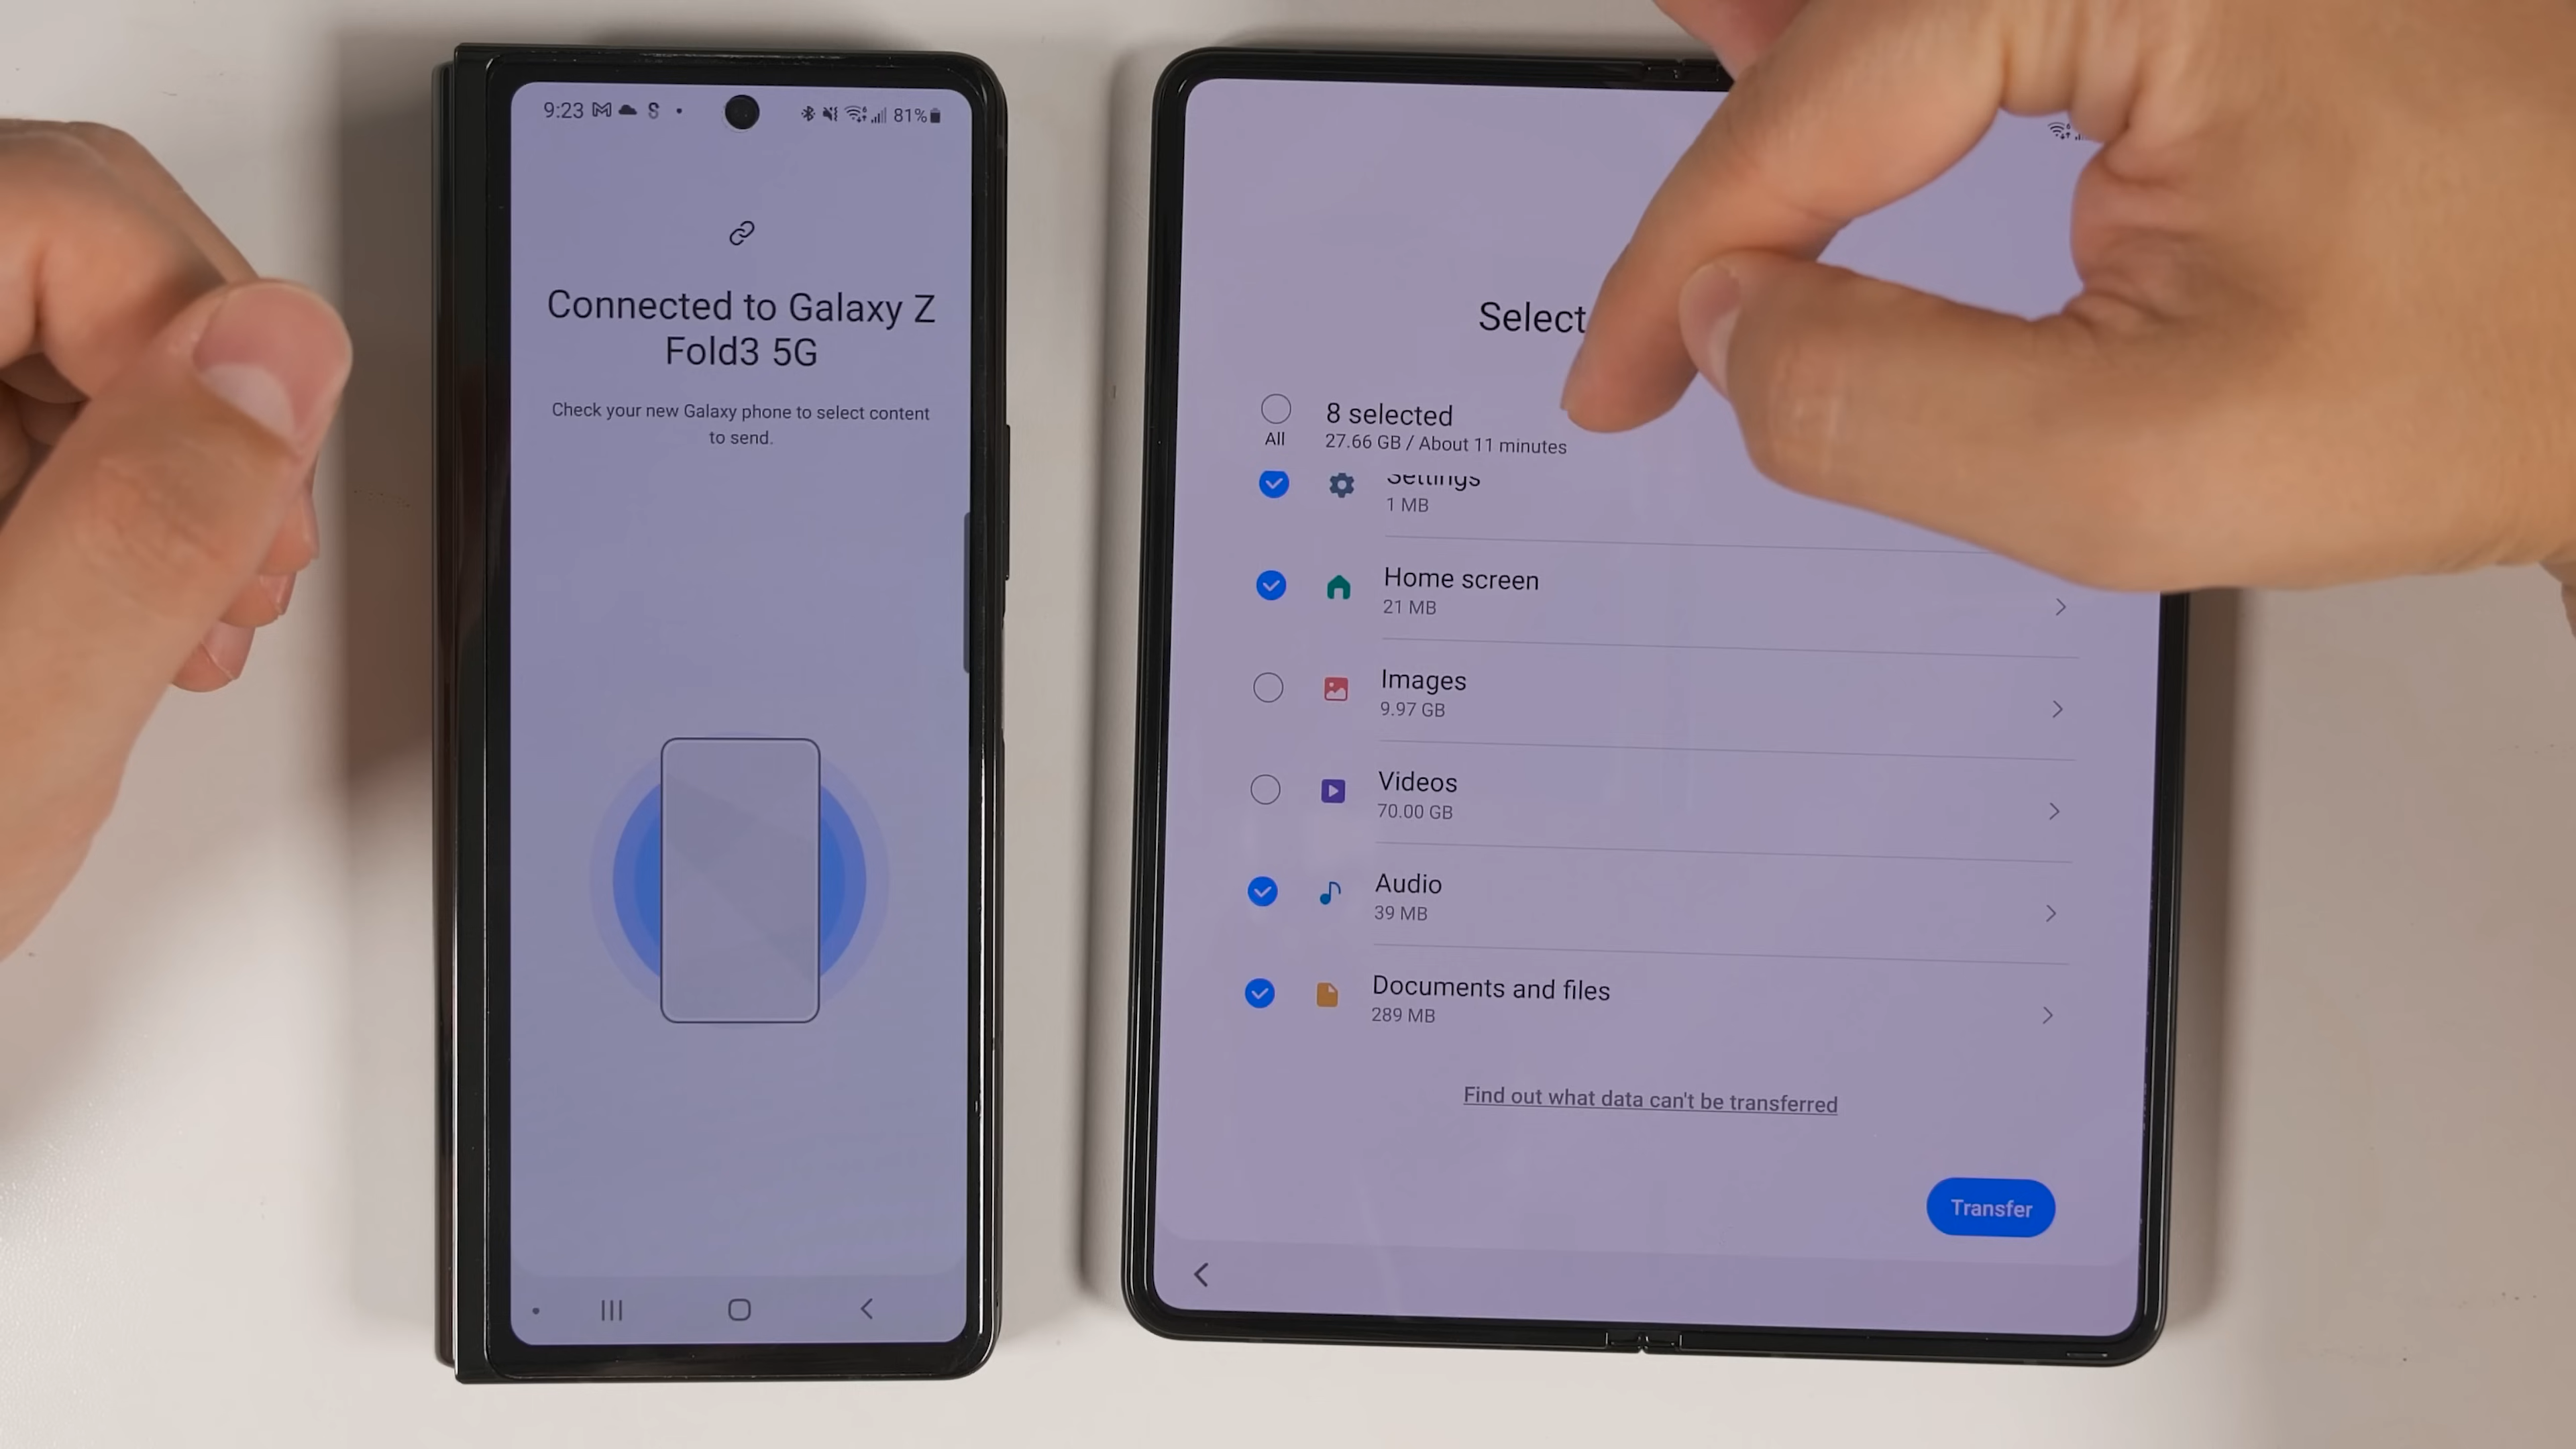 9:23
81%
Connected to Galaxy Z
Fold3 5G
Check your new Galaxy phone to select content
to send.
Select
All
8 selected
27.66 GB / About 11 minutes
Settings
1 MB
Home screen
21 MB
Images
9.97 GB
Videos
70.00 GB
Audio
39 MB
Documents and files
289 MB
Find out what data can't be transferred
Transfer